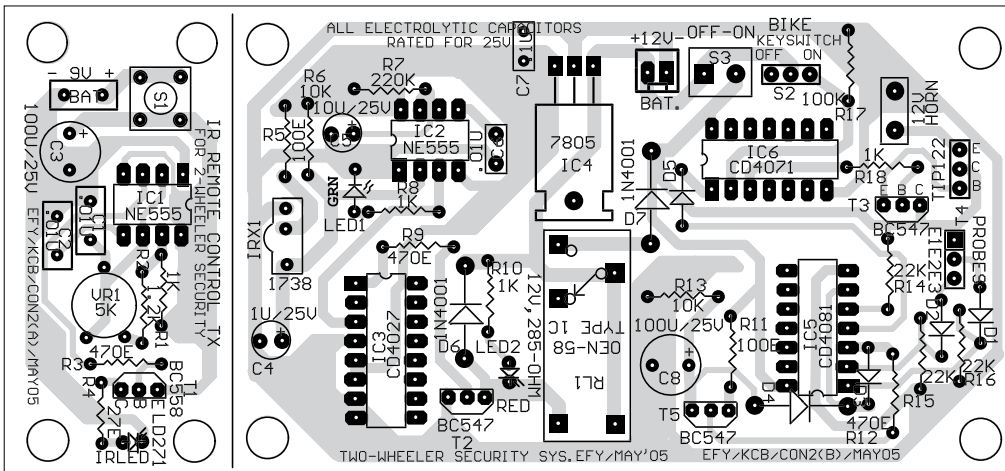 - 9V +
BAT.
S1
100U/25V
C3
+
IC1
NE555
.01U
C1
.01U
C2
VR1
5K
R2
1.2K
1K
R1
470E
R3
R4
27E
BC558
T1
C B E
LD271
IRLED
IR REMOTE CONTROL TX
FOR 2-WHEELER SECURITY
EFY/KCB/CON2(A)/MAY05
ALL ELECTROLYTIC CAPACITORS
RATED FOR 25V
.1U
C7
+12V-
BAT.
OFF-ON
S3
BIKE
KEYSWITCH
OFF ON
S2
100K
R17
12V
HORN
R6
10K
R7
220K
10U/25V
C5
R5
100E
IC2
NE555
.01U
C6
GRN
LED1
R8
1K
7805
IC4
1N4001
D7
D5
IC6
CD4071
1K
R18
E
C
B
TIP122
T4
T3
E B C
BC547
IRX1
1738
1U/25V
C4
R9
470E
IC3
CD4027
1N4001
D6
R10
1K
LED2
RED
BC547
T2
12V,285-OHM
TYPE 1C
OEN-58
RL1
R13
10K
100U/25V
C8
+
R11
100E
IC5
CD4081
T5
BC547
D4
D3
470E
R12
22K
R14
22K
R15
22K
R16
D2
D1
PROBES
E1E2E3
TWO-WHEELER SECURITY SYS.EFY/MAY'05
EFY/KCB/CON2(B)/MAY05